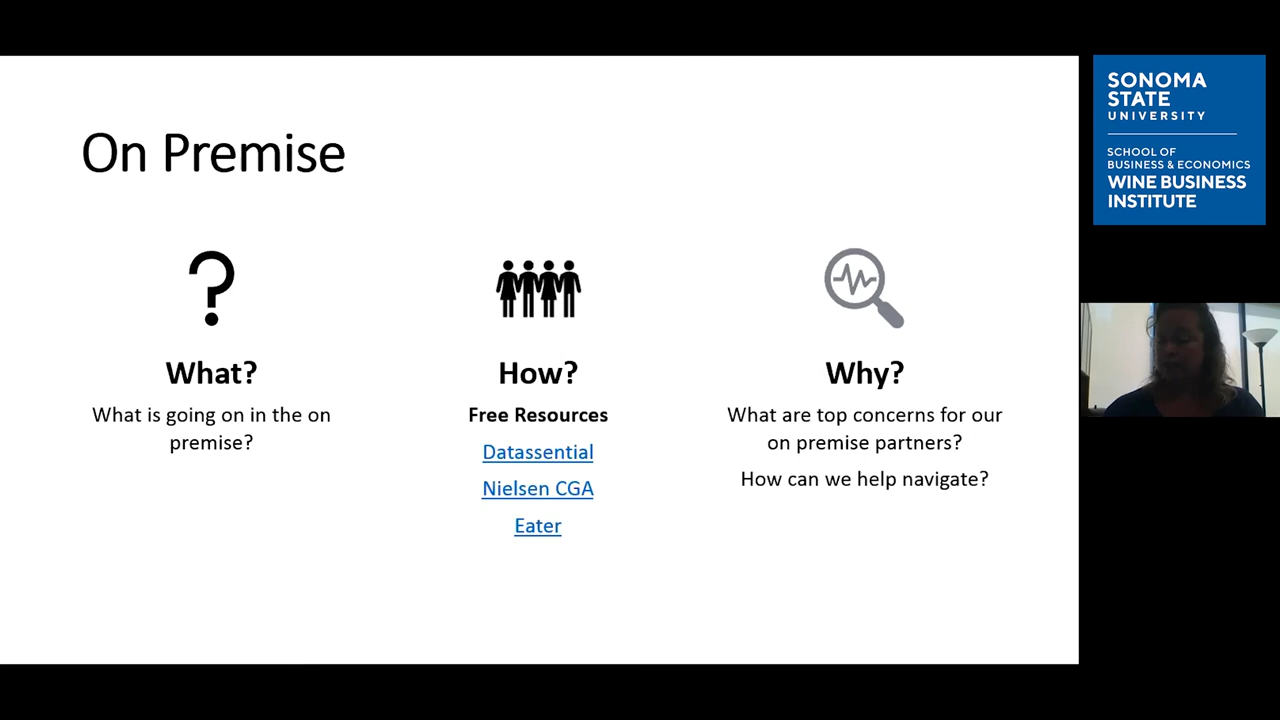 On Premise
What?
What is going on in the on
premise?
How?
Free Resources
Datassential
Nielsen CGA
Eater
Why?
What are top concerns for our
on premise partners?
How can we help navigate?
SONOMA
STATE
UNIVERSITY
SCHOOL OF
BUSINESS & ECONOMICS
WINE BUSINESS
INSTITUTE